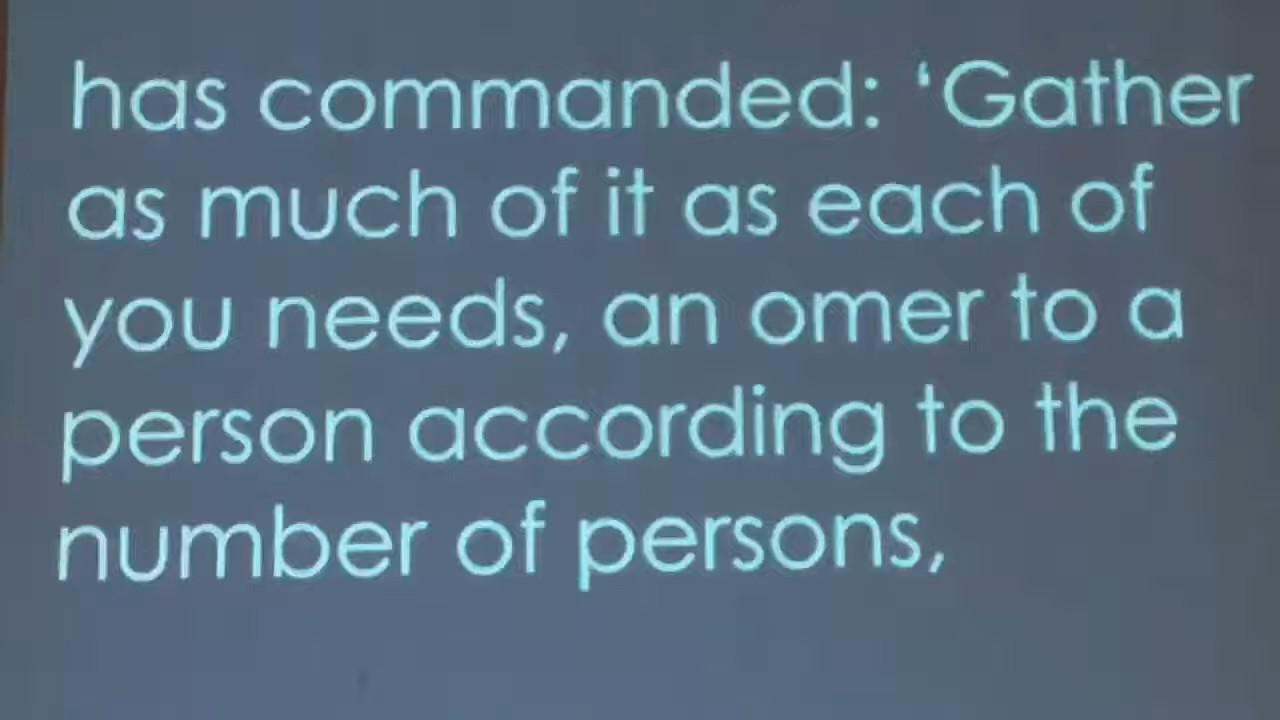 has commanded: ‘Gather
as much of it as each of
you needs, an omer to a
person according to the
number of persons,